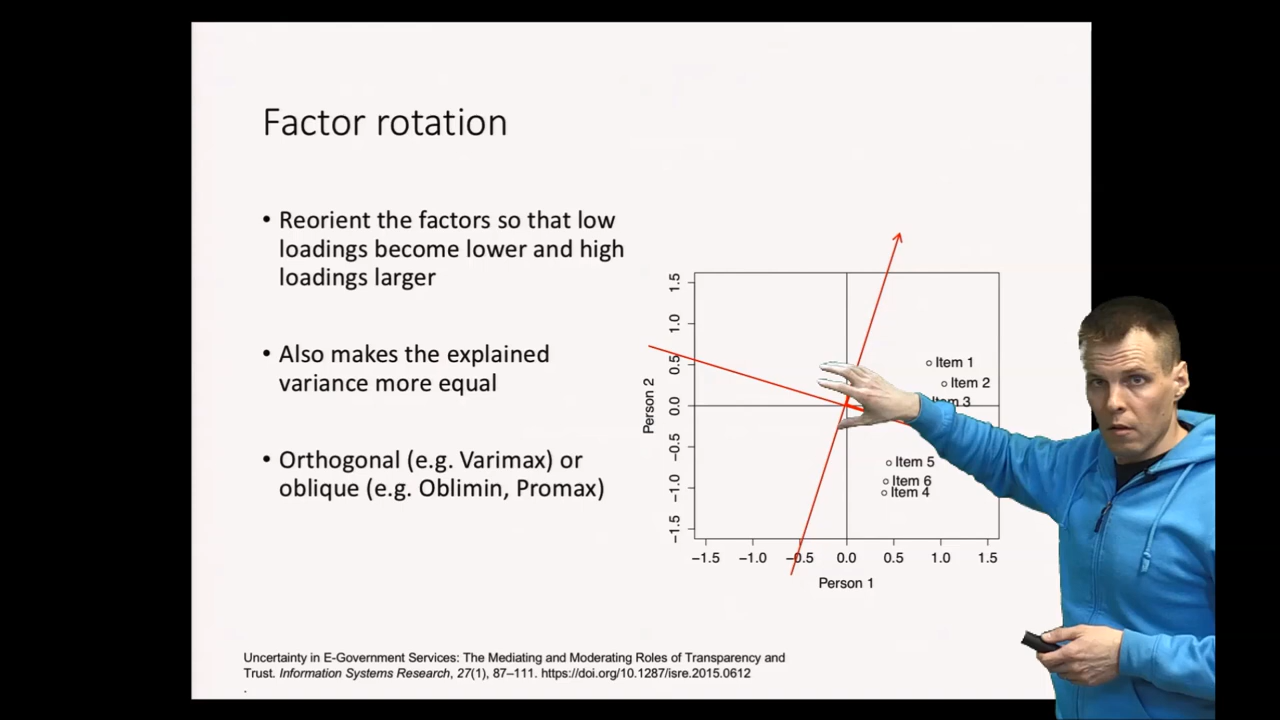 Factor rotation
• Reorient the factors so that low
loadings become lower and high
loadings larger
• Also makes the explained
variance more equal
• Orthogonal (e.g. Varimax) or
oblique (e.g. Oblimin, Promax)
1.5
1.0
0.5
0.0
−0.5
−1.0
−1.5
Person 2
Item 1
Item 2
Item 3
Item 5
Item 6
Item 4
−1.5 −1.0 −0.5 0.0 0.5 1.0 1.5
Person 1
Uncertainty in E-Government Services: The Mediating and Moderating Roles of Transparency and
Trust. Information Systems Research, 27(1), 87–111. https://doi.org/10.1287/isre.2015.0612
.